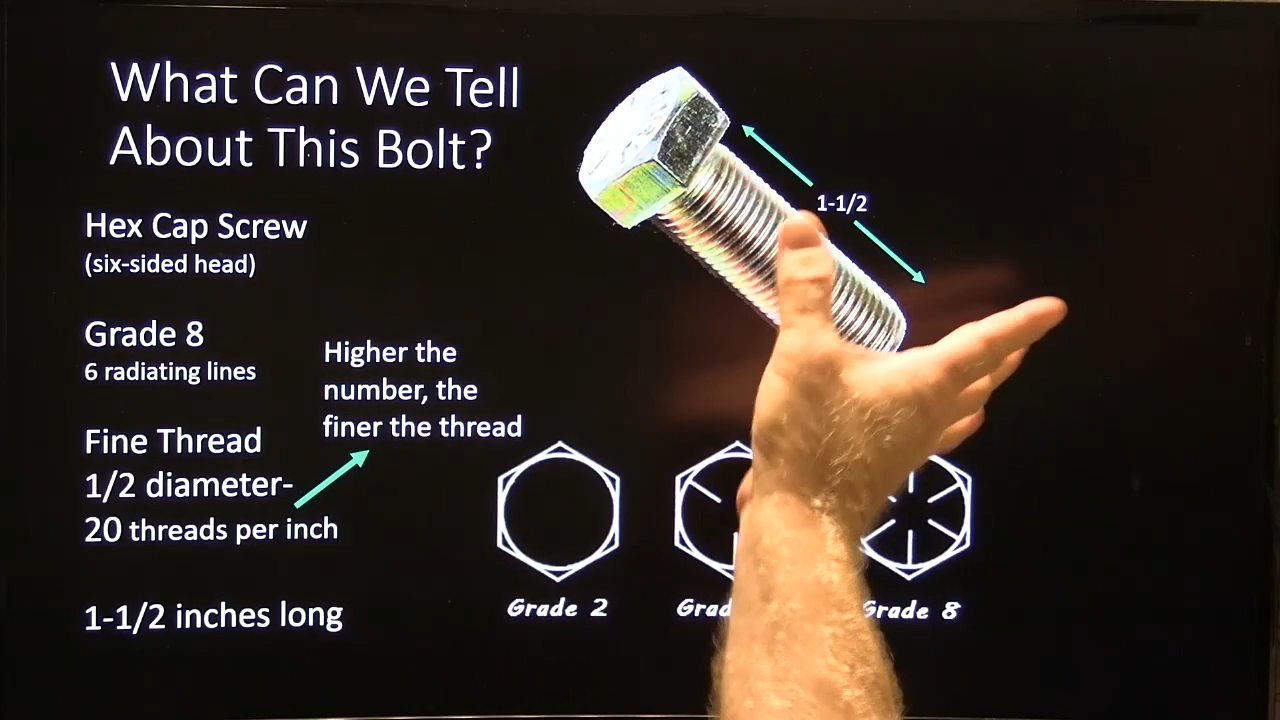 What Can We Tell
About This Bolt?
Hex Cap Screw
(six-sided head)
Grade 8
6 radiating lines
Higher the
number, the
finer the thread
Fine Thread
1/2 diameter-
20 threads per inch
1-1/2 inches long
1-1/2
Grade 2
Grade 8